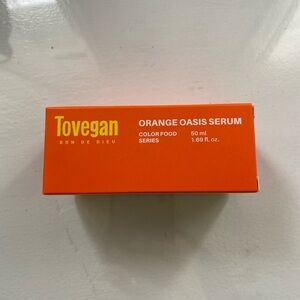 Tovegan
BON DE DIEU
ORANGE OASIS SERUM
COLOR FOOD SERIES
50 ml
1.69 fl. oz.